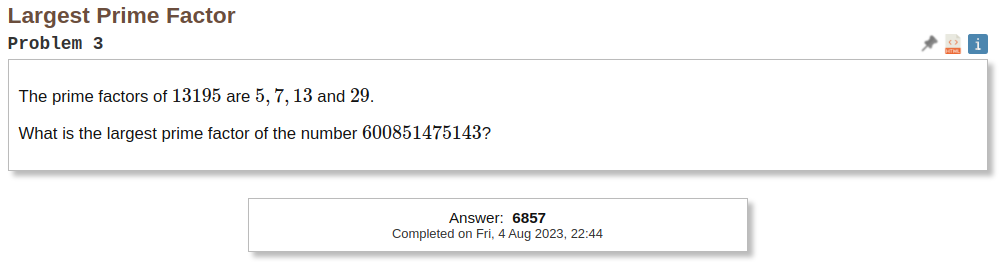 Largest Prime Factor
Problem 3
<> HTML i
The prime factors of 13195 are 5, 7, 13 and 29.
What is the largest prime factor of the number 600851475143?
Answer: 6857
Completed on Fri, 4 Aug 2023, 22:44